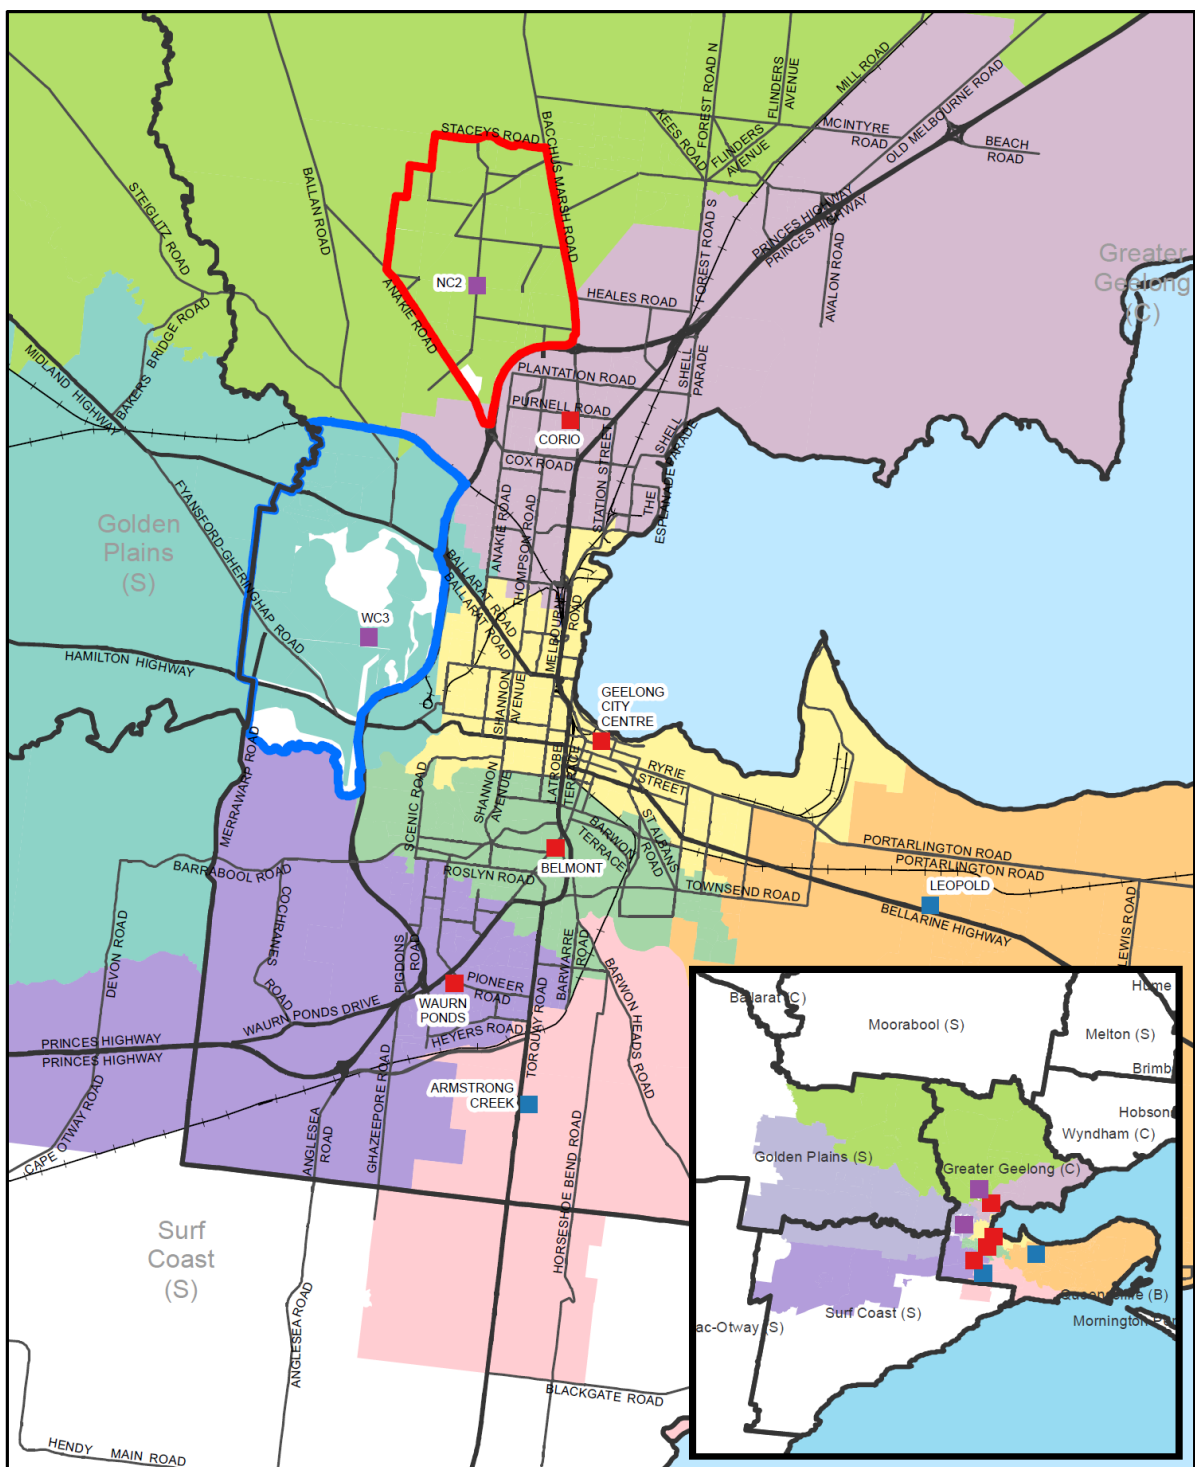 STACEYS ROAD
BACCHUS MARSH ROAD
FOREST ROAD N
FLINDERS
AVENUE
MILL ROAD
KEES ROAD
FLINDERS
AVENUE
MCINTYRE
ROAD
OLD MELBOURNE ROAD
BEACH
ROAD
STEIGLITZ ROAD
BALLAN ROAD
PRINCES HIGHWAY
PRINCES HIGHWAY
FOREST ROAD S
AVALON ROAD
Greater
Geelong
(C)
NC2
ANAKIE ROAD
HEALES ROAD
BAKERS BRIDGE ROAD
MIDLAND HIGHWAY
PLANTATION ROAD
SHELL
PARADE
PURNELL ROAD
CORIO
COX ROAD
STATION STREET
SHELL
PARADE
THE
ESPLANADE
ANAKIE ROAD
THOMPSON ROAD
FYANSFORD-GHERINGHAP ROAD
Golden
Plains
(S)
BALLARAT ROAD
BALLARAT ROAD
MELBOURNE
ROAD
WC3
HAMILTON HIGHWAY
SHANNON
AVENUE
GEELONG
CITY
CENTRE
MERRAWARP ROAD
SCENIC ROAD
SHANNON
AVENUE
LATROBE
TERRACE
RYRIE
STREET
BARWON
TERRACE
ST ALBANS
ROAD
PORTARLINGTON ROAD
PORTARLINGTON ROAD
BARRABOOL ROAD
ROSLYN ROAD
BELMONT
TOWNSEND ROAD
LEOPOLD
BELLARINE HIGHWAY
LEWIS ROAD
DEVON ROAD
COCHRANES
ROAD
PIGDONS
ROAD
BARWARRE
ROAD
BARWON HEADS ROAD
PIONEER
ROAD
WAURN
PONDS
WAURN PONDS DRIVE
HEYERS ROAD
TORQUAY ROAD
PRINCES HIGHWAY
PRINCES HIGHWAY
ARMSTRONG
CREEK
CAPE OTWAY ROAD
ANGLESEA
ROAD
GHAZEEPORE ROAD
HORSESHOE BEND ROAD
Surf
Coast
(S)
ANGLESEA ROAD
BLACKGATE ROAD
HENDY MAIN ROAD
Ballarat (C)
Moorabool (S)
Hume
Melton (S)
Brimb
Hobson
Wyndham (C)
Golden Plains (S)
Greater Geelong (C)
Queenscliffe (B)
Surf Coast (S)
ac-Otway (S)
Mornington Pen